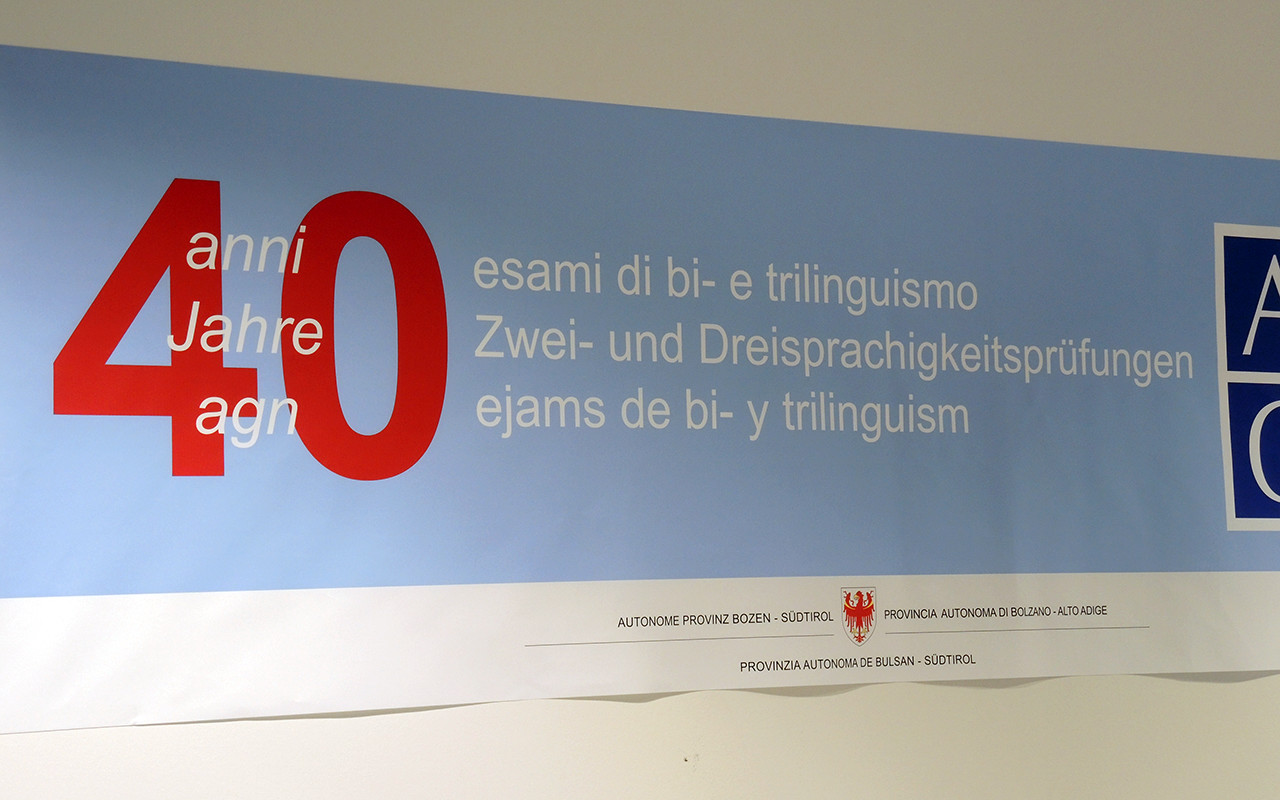 40
anni
Jahre
agn
esami di bi- e trilinguismo
Zwei- und Dreisprachigkeitsprüfungen
ejams de bi- y trilinguism
A
AUTONOME PROVINZ BOZEN - SÜDTIROL
PROVINCIA AUTONOMA DI BOLZANO - ALTO ADIGE
PROVINZIA AUTONOMA DE BULSAN - SÜDTIROL